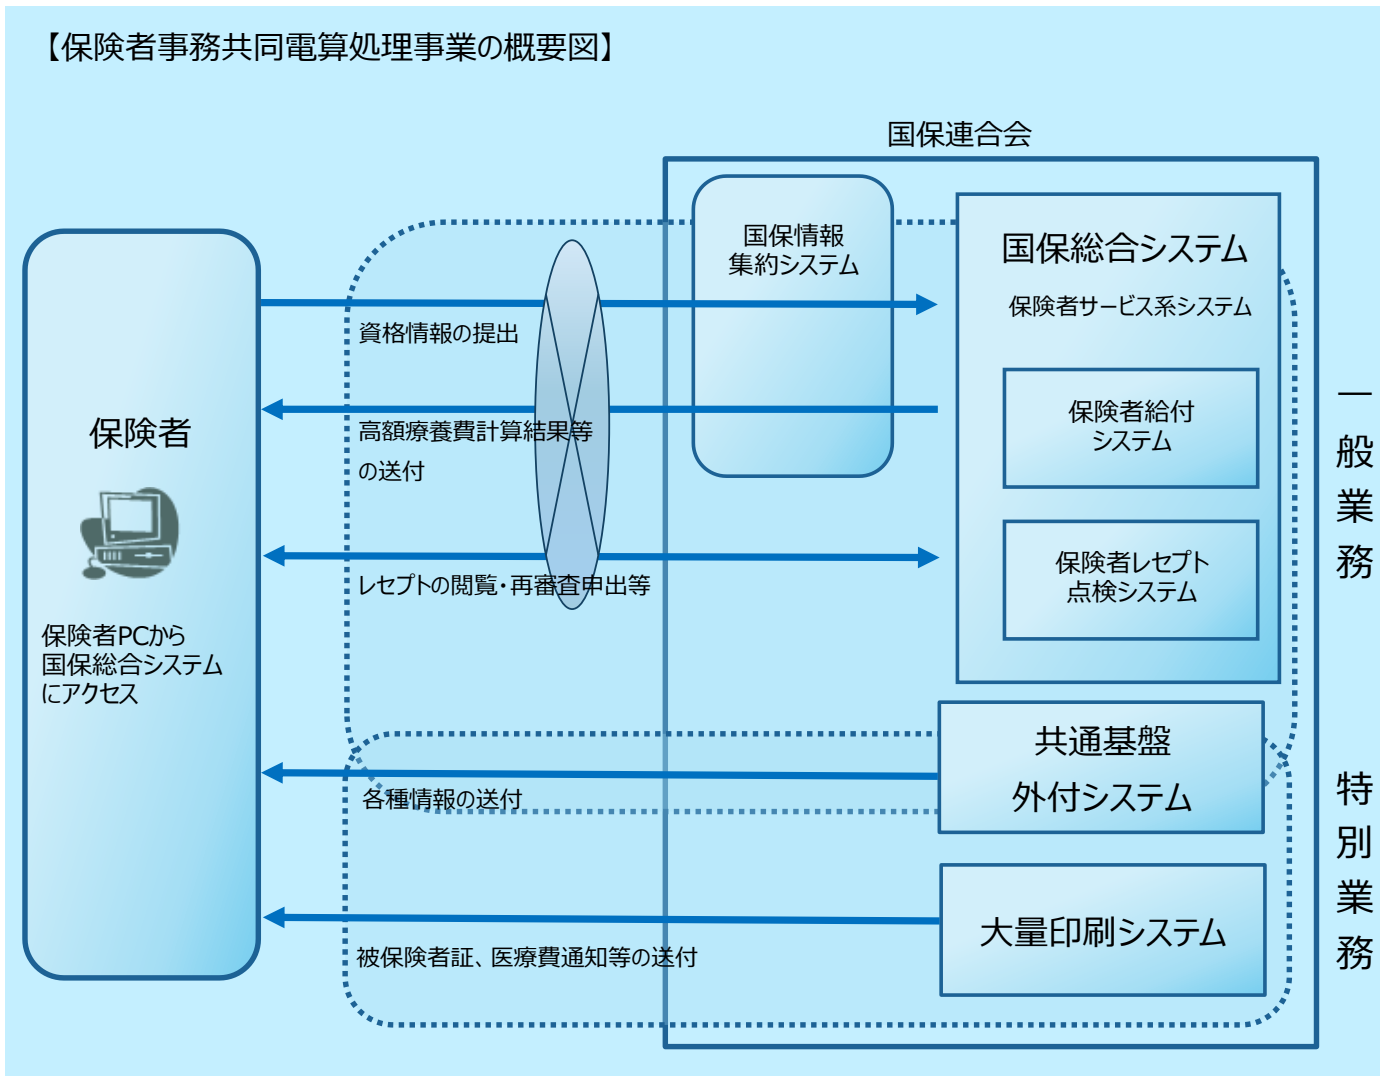 【保険者事務共同電算処理事業の概要図】
国保連合会
国保情報
集約システム
国保総合システム
保険者サービス系システム
保険者給付
システム
保険者レセプト
点検システム
資格情報の提出
高額療養費計算結果等
の送付
レセプトの閲覧・再審査申出等
保険者
保険者PCから
国保総合システム
にアクセス
一般業務
共通基盤
外付システム
各種情報の送付
大量印刷システム
被保険者証、医療費通知等の送付
特別業務